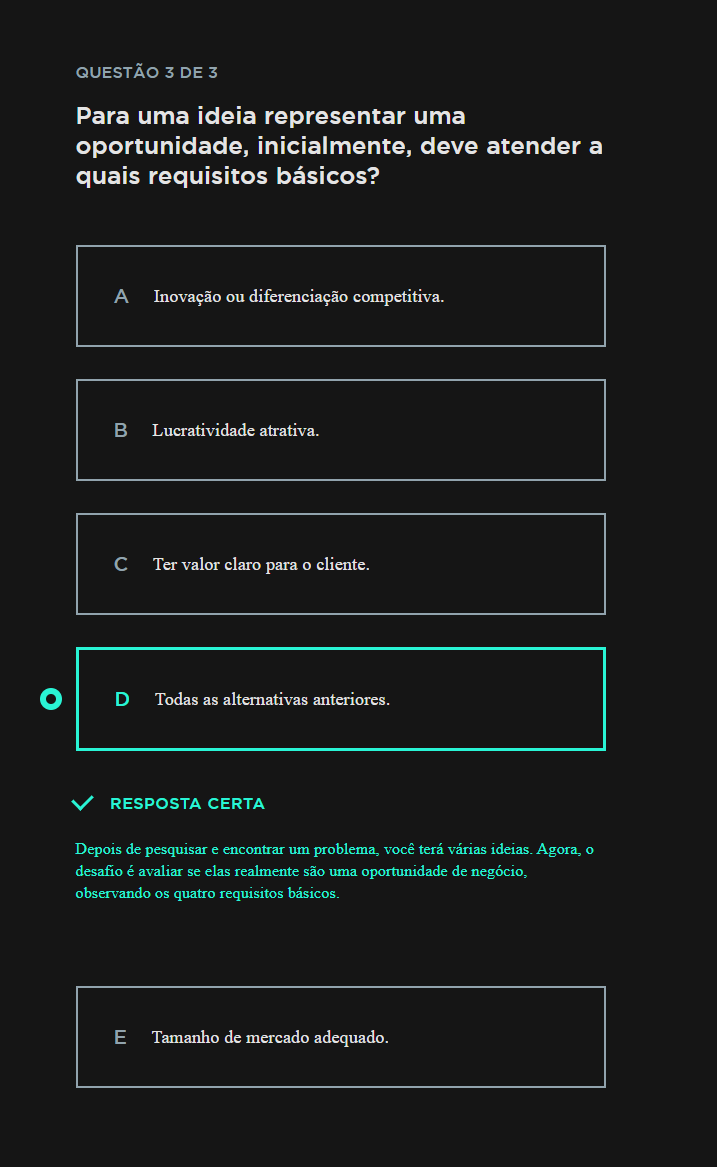 QUESTÃO 3 DE 3
Para uma ideia representar uma
oportunidade, inicialmente, deve atender a
quais requisitos básicos?
A Inovação ou diferenciação competitiva.
B Lucratividade atrativa.
C Ter valor claro para o cliente.
D Todas as alternativas anteriores.
RESPOSTA CERTA
Depois de pesquisar e encontrar um problema, você terá várias ideias. Agora, o
desafio é avaliar se elas realmente são uma oportunidade de negócio,
observando os quatro requisitos básicos.
E Tamanho de mercado adequado.